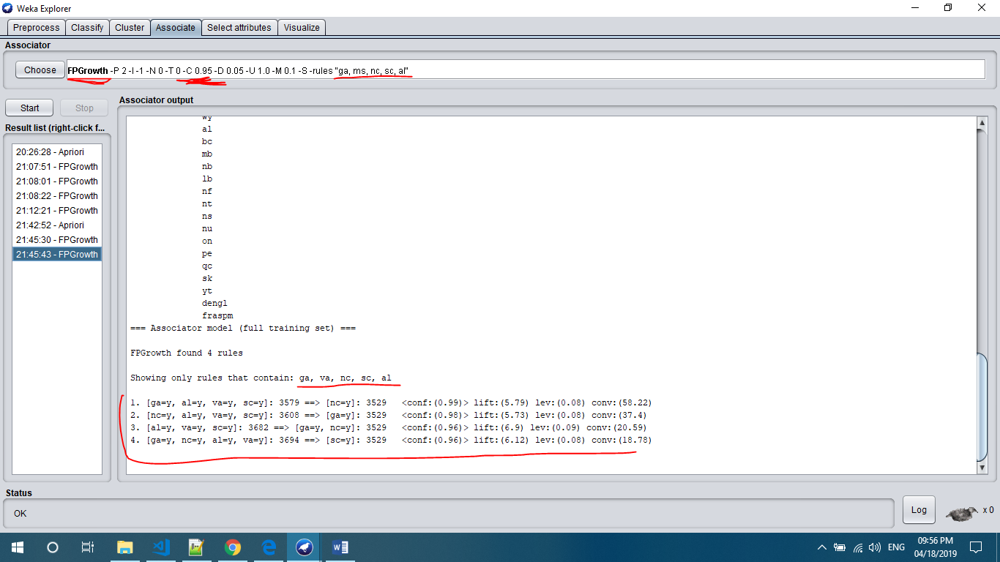 Weka Explorer
Preprocess Classify Cluster Associate Select attributes Visualize
Associator
Choose FPGrowth -P 2 -I -1 -N 0 -T 0 -C 0.95 -D 0.05 -U 1.0 -M 0.1 -S -rules "ga, ms, nc, sc, al"
Start Stop
Result list (right-click f...
20:26:28 - Apriori
21:07:51 - FPGrowth
21:08:01 - FPGrowth
21:08:22 - FPGrowth
21:12:21 - FPGrowth
21:42:52 - Apriori
21:45:30 - FPGrowth
21:45:43 - FPGrowth
Associator output
wy
al
bc
mb
nb
lb
nf
nt
ns
nu
on
pe
qc
sk
yt
dengl
fraspm
=== Associator model (full training set) ===
FPGrowth found 4 rules
Showing only rules that contain: ga, va, nc, sc, al
1. [ga=y, al=y, va=y, sc=y]: 3579 ==> [nc=y]: 3529 <conf:(0.99)> lift:(5.79) lev:(0.08) conv:(58.22)
2. [nc=y, al=y, va=y, sc=y]: 3608 ==> [ga=y]: 3529 <conf:(0.98)> lift:(5.73) lev:(0.08) conv:(37.4)
3. [al=y, va=y, sc=y]: 3682 ==> [ga=y, nc=y]: 3529 <conf:(0.96)> lift:(6.9) lev:(0.09) conv:(20.59)
4. [ga=y, nc=y, al=y, va=y]: 3694 ==> [sc=y]: 3529 <conf:(0.96)> lift:(6.12) lev:(0.08) conv:(18.78)
Status
OK
Log
x 0
ENG
09:56 PM
04/18/2019